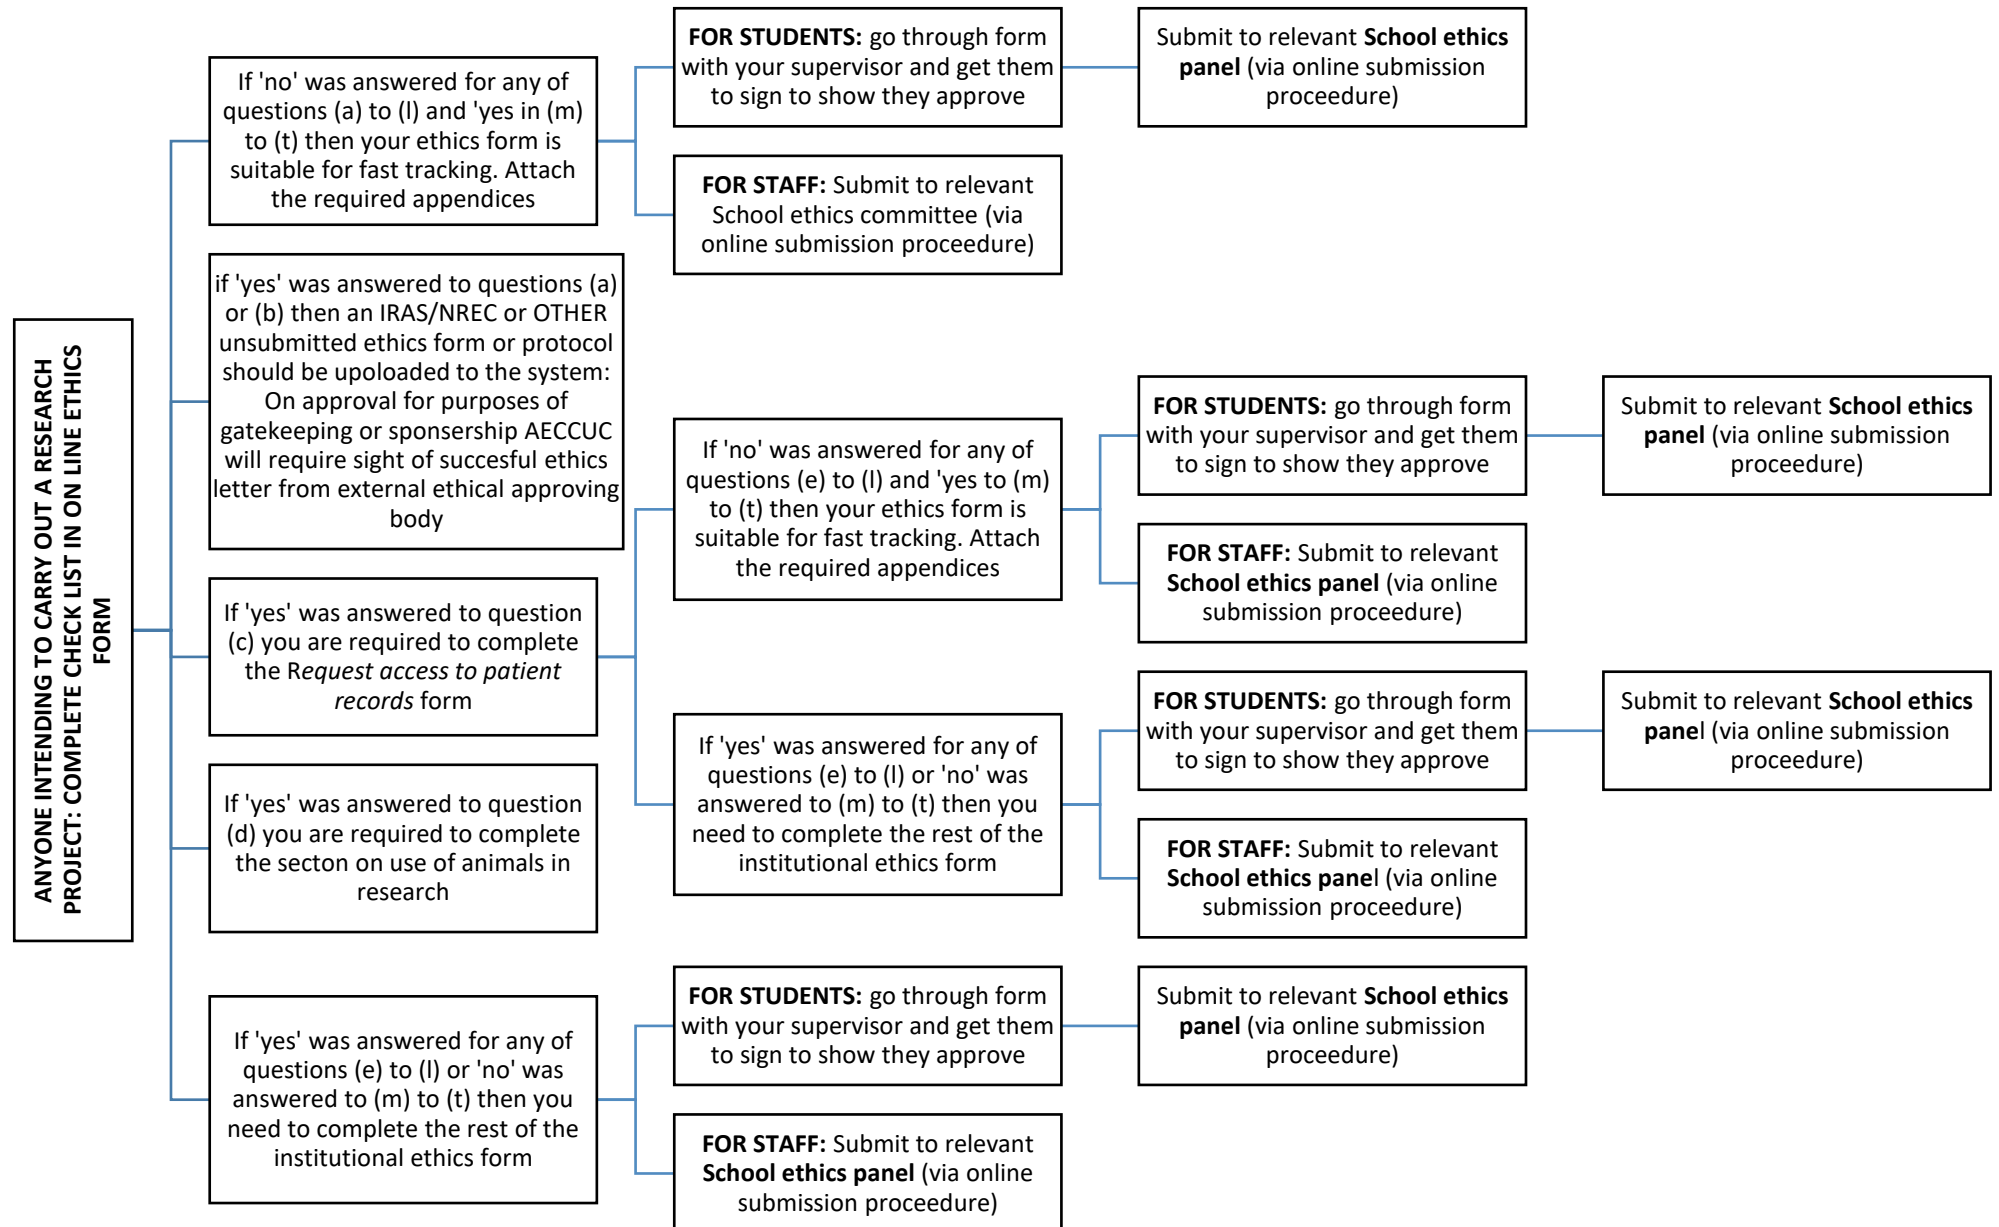 ANYONE INTENDING TO CARRY OUT A RESEARCH
PROJECT: COMPLETE CHECK LIST IN ON LINE ETHICS
FORM
If 'no' was answered for any of
questions (a) to (l) and 'yes in (m)
to (t) then your ethics form is
suitable for fast tracking. Attach
the required appendices
FOR STUDENTS: go through form
with your supervisor and get them
to sign to show they approve
Submit to relevant School ethics
panel (via online submission
proceedure)
FOR STAFF: Submit to relevant
School ethics committee (via
online submission proceedure)
if 'yes' was answered to questions (a)
or (b) then an IRAS/NREC or OTHER
unsubmitted ethics form or protocol
should be upoloaded to the system:
On approval for purposes of
gatekeeping or sponsership AECCUC
will require sight of succesful ethics
letter from external ethical approving
body
If 'yes' was answered to question
(c) you are required to complete
the Request access to patient
records form
If 'no' was answered for any of
questions (e) to (l) and 'yes to (m)
to (t) then your ethics form is
suitable for fast tracking. Attach
the required appendices
FOR STUDENTS: go through form
with your supervisor and get them
to sign to show they approve
Submit to relevant School ethics
panel (via online submission
proceedure)
FOR STAFF: Submit to relevant
School ethics panel (via online
submission proceedure)
If 'yes' was answered for any of
questions (e) to (l) or 'no' was
answered to (m) to (t) then you
need to complete the rest of the
institutional ethics form
FOR STUDENTS: go through form
with your supervisor and get them
to sign to show they approve
Submit to relevant School ethics
panel (via online submission
proceedure)
FOR STAFF: Submit to relevant
School ethics panel (via online
submission proceedure)
If 'yes' was answered to question
(d) you are required to complete
the secton on use of animals in
research
If 'yes' was answered for any of
questions (e) to (l) or 'no' was
answered to (m) to (t) then you
need to complete the rest of the
institutional ethics form
FOR STUDENTS: go through form
with your supervisor and get them
to sign to show they approve
Submit to relevant School ethics
panel (via online submission
proceedure)
FOR STAFF: Submit to relevant
School ethics panel (via online
submission proceedure)